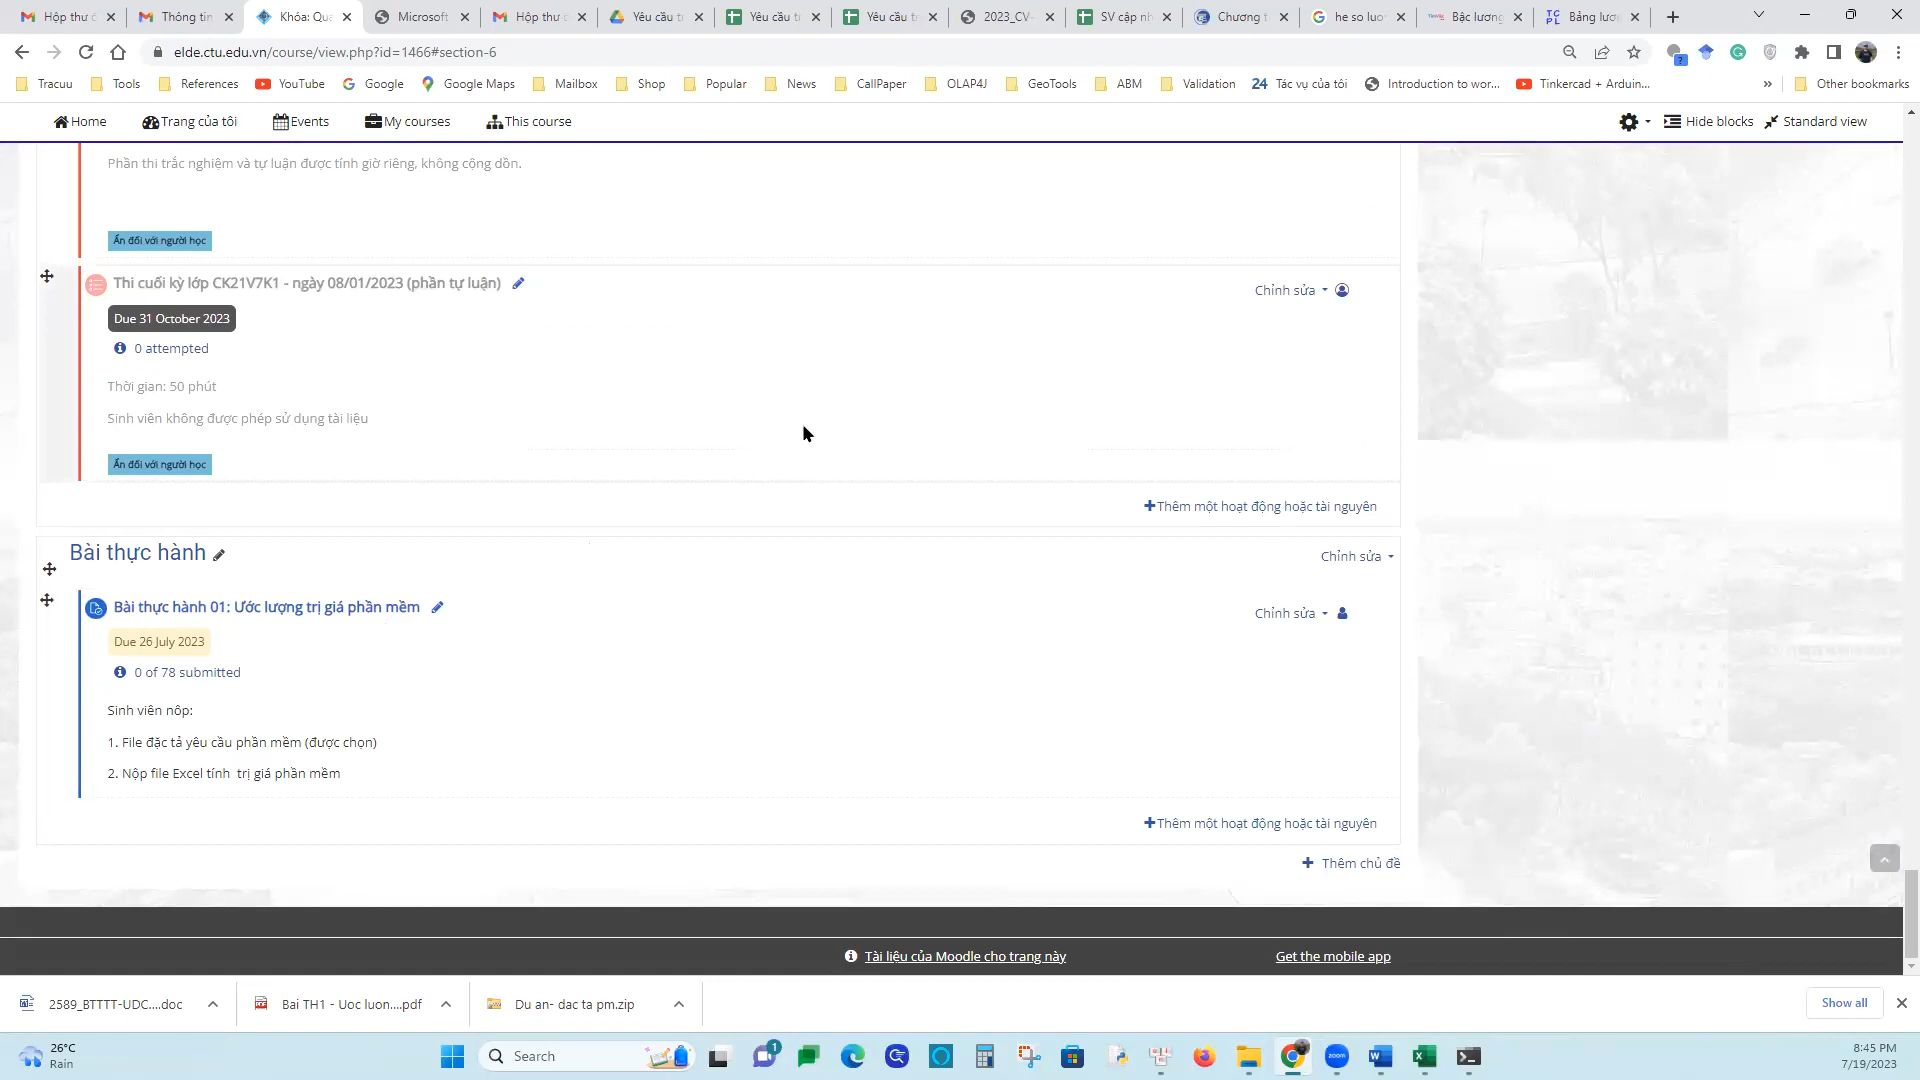 Hộp thư
Thông tin
Khóa: Qu
Microsoft
Hộp thư
Yêu cầu t
Yêu cầu t
Yêu cầu t
2023_CV-
SV cập nh
Chương t
he so luo
Bậc lương
Bảng lươ
elde.ctu.edu.vn/course/view.php?id=1466#section-6
Tracuu
Tools
References
YouTube
Google
Google Maps
Mailbox
Shop
Popular
News
CallPaper
OLAP4J
GeoTools
ABM
Validation
24 Tác vụ của tôi
Introduction to wor...
Tinkercad + Arduin...
»
Other bookmarks
Home
Trang của tôi
Events
My courses
This course
Hide blocks
Standard view
Phần thi trắc nghiệm và tự luận được tính giờ riêng, không cộng dồn.
Ẩn đối với người học
Thi cuối kỳ lớp CK21V7K1 - ngày 08/01/2023 (phần tự luận)
Chỉnh sửa
Due 31 October 2023
0 attempted
Thời gian: 50 phút
Sinh viên không được phép sử dụng tài liệu
Ẩn đối với người học
Thêm một hoạt động hoặc tài nguyên
Bài thực hành
Chỉnh sửa
Bài thực hành 01: Ước lượng trị giá phần mềm
Chỉnh sửa
Due 26 July 2023
0 of 78 submitted
Sinh viên nôp:
1. File đặc tả yêu cầu phần mềm (được chọn)
2. Nộp file Excel tính  trị giá phần mềm
Thêm một hoạt động hoặc tài nguyên
Thêm chủ đề
Tài liệu của Moodle cho trang này
Get the mobile app
2589_BTTTT-UDC....doc
Bai TH1 - Uoc luon....pdf
Du an- dac ta pm.zip
Show all
26°C
Rain
Search
1
zoom
8:45 PM
7/19/2023